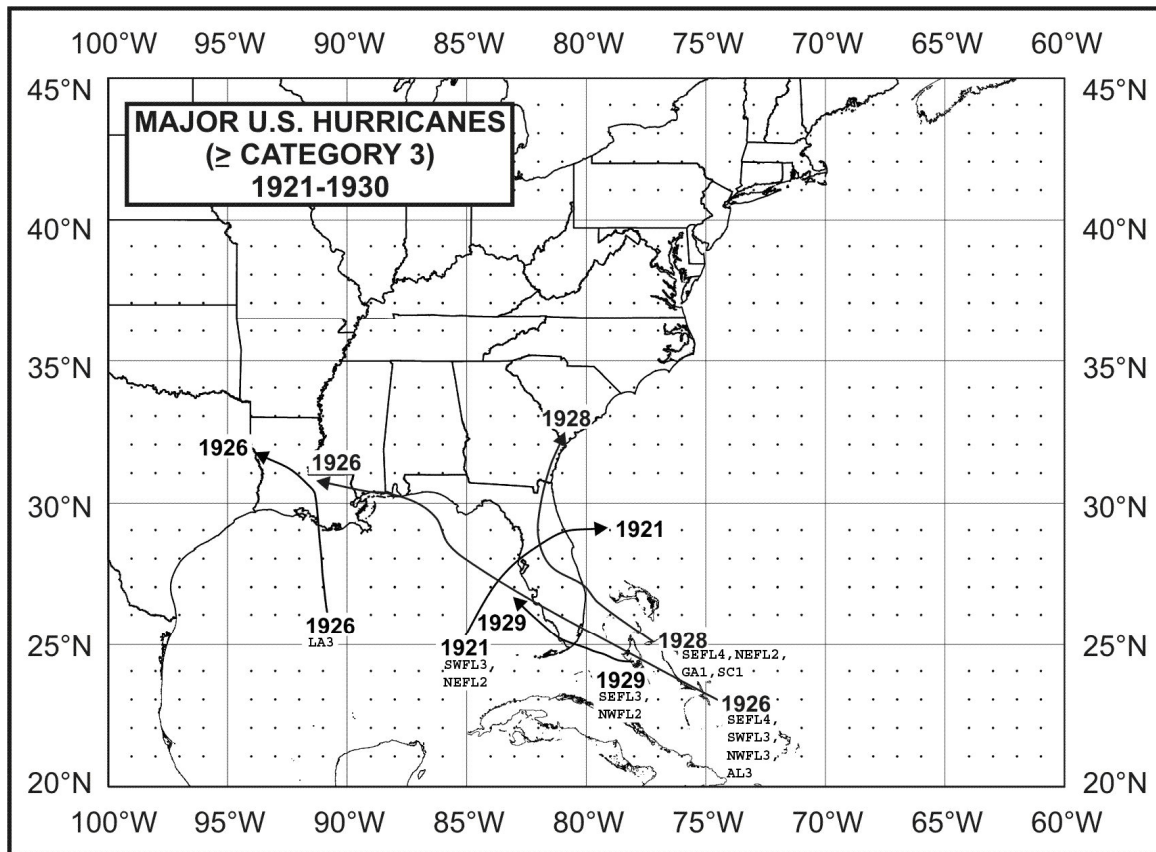 100°W 95°W 90°W 85°W 80°W 75°W 70°W 65°W 60°W
45°N 45°N
MAJOR U.S. HURRICANES
(≥ CATEGORY 3)
1921-1930
40°N 40°N
35°N 35°N
1928
1926
1926
30°N 30°N
1921
1926
LA3
1929
25°N 25°N
1921
SWFL3,
NEFL2
1928
SEFL4,NEFL2,
GA1,SC1
1929
SEFL3,
NWFL2
1926
SEFL4,
SWFL3,
NWFL3,
AL3
20°N 20°N
100°W 95°W 90°W 85°W 80°W 75°W 70°W 65°W 60°W